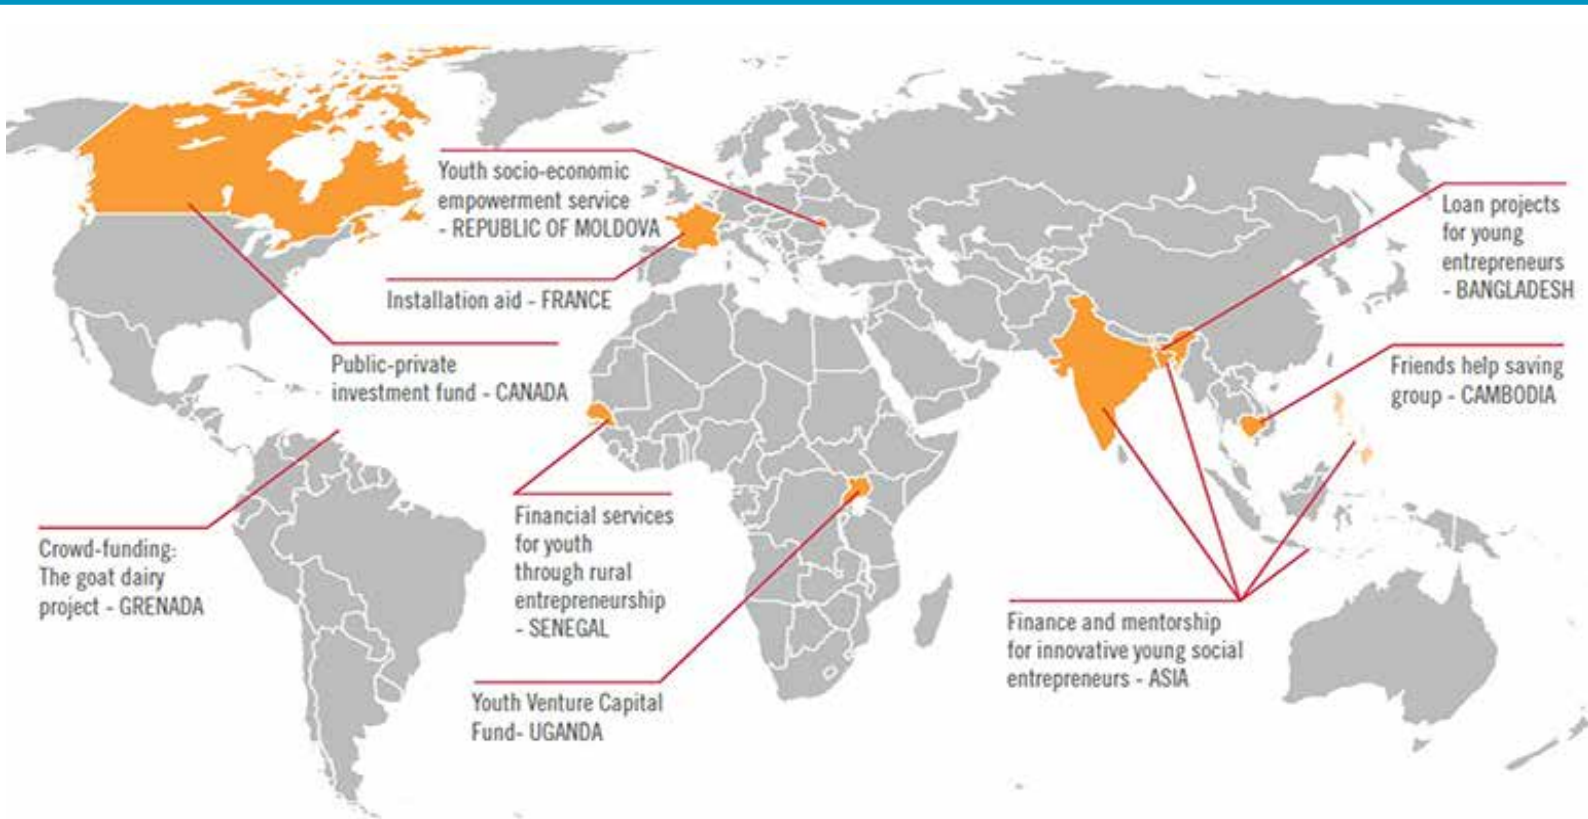 Youth socio-economic
empowerment service
- REPUBLIC OF MOLDOVA
Installation aid - FRANCE
Public-private
investment fund - CANADA
Crowd-funding:
The goat dairy
project - GRENADA
Financial services
for youth
through rural
entrepreneurship
- SENEGAL
Youth Venture Capital
Fund- UGANDA
Loan projects
for young
entrepreneurs
- BANGLADESH
Friends help saving
group - CAMBODIA
Finance and mentorship
for innovative young social
entrepreneurs - ASIA